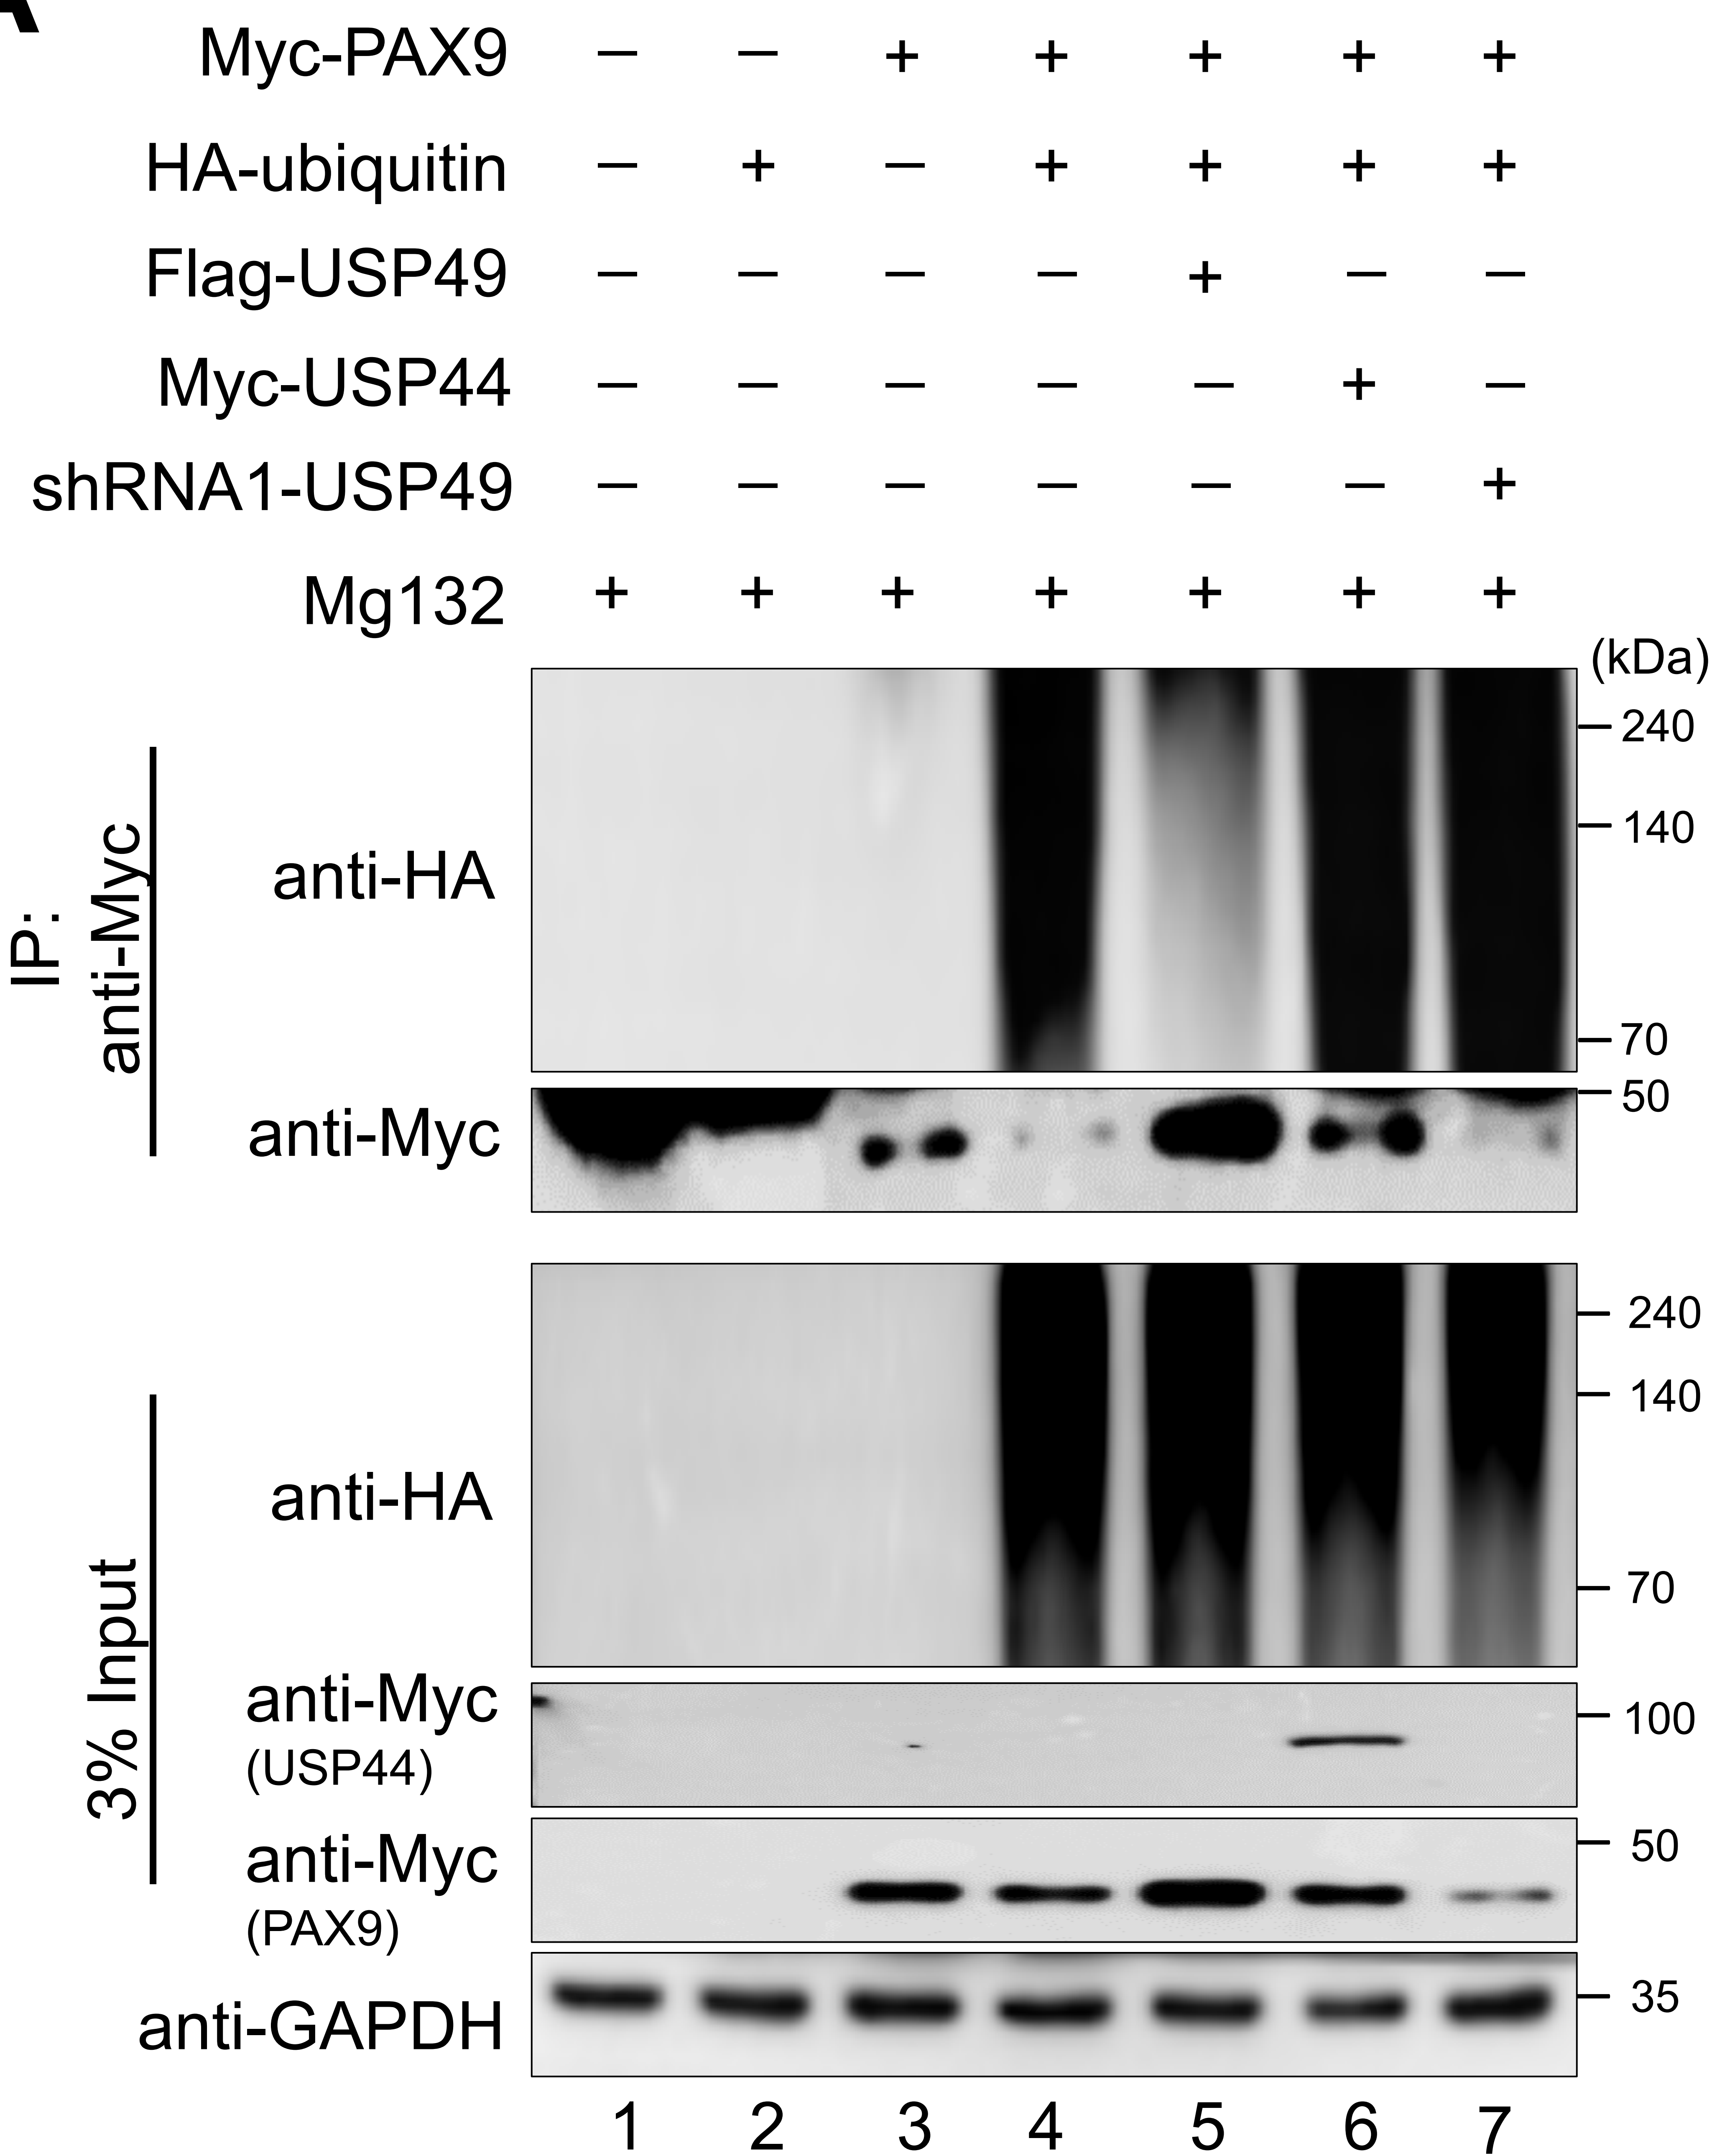 A
Myc-PAX9 – – + + + + +
HA-ubiquitin – + – + + + +
Flag-USP49 – – – – + – –
Myc-USP44 – – – – – + –
shRNA1-USP49 – – – – – – +
Mg132 + + + + + + +
(kDa)
240
140
anti-HA
70
IP:
anti-Myc
50
anti-Myc
240
140
anti-HA
70
3% Input
anti-Myc
(USP44)
100
anti-Myc
(PAX9)
50
35
anti-GAPDH
1 2 3 4 5 6 7